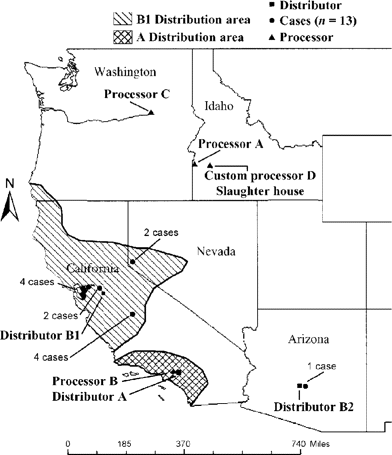 B1 Distribution area
A Distribution area
Distributor
Cases (n = 13)
Processor
Washington
Processor C
Idaho
Processor A
Custom processor D
Slaughter house
N
2 cases
Nevada
California
4 cases
2 cases
Distributor B1
4 cases
Arizona
Processor B
Distributor A
1 case
Distributor B2
0 185 370 740 Miles